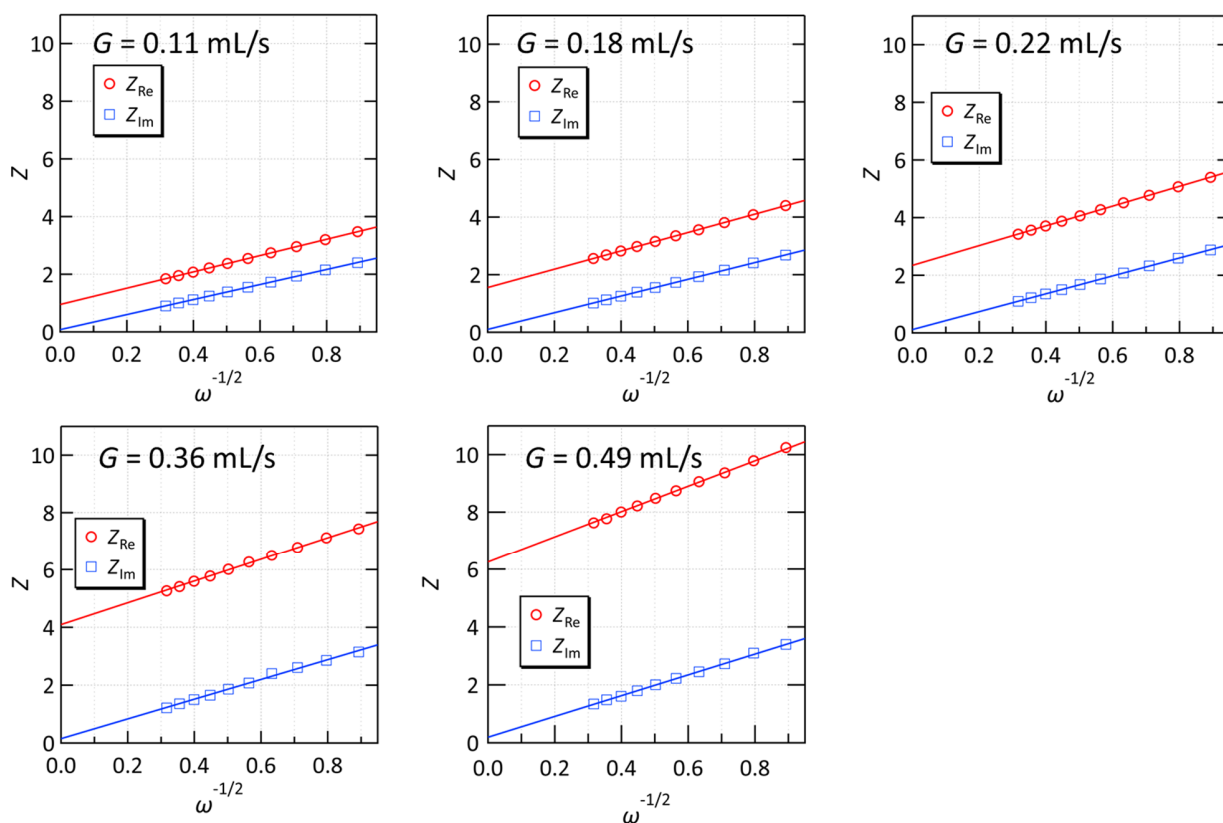 G = 0.11 mL/s
Z_Re
Z_Im
Z
10
8
6
4
2
0
0.0 0.2 0.4 0.6 0.8
ω^-1/2
G = 0.18 mL/s
Z_Re
Z_Im
Z
10
8
6
4
2
0
0.0 0.2 0.4 0.6 0.8
ω^-1/2
G = 0.22 mL/s
Z_Re
Z_Im
Z
10
8
6
4
2
0
0.0 0.2 0.4 0.6 0.8
ω^-1/2
G = 0.36 mL/s
Z_Re
Z_Im
Z
10
8
6
4
2
0
0.0 0.2 0.4 0.6 0.8
ω^-1/2
G = 0.49 mL/s
Z_Re
Z_Im
Z
10
8
6
4
2
0
0.0 0.2 0.4 0.6 0.8
ω^-1/2